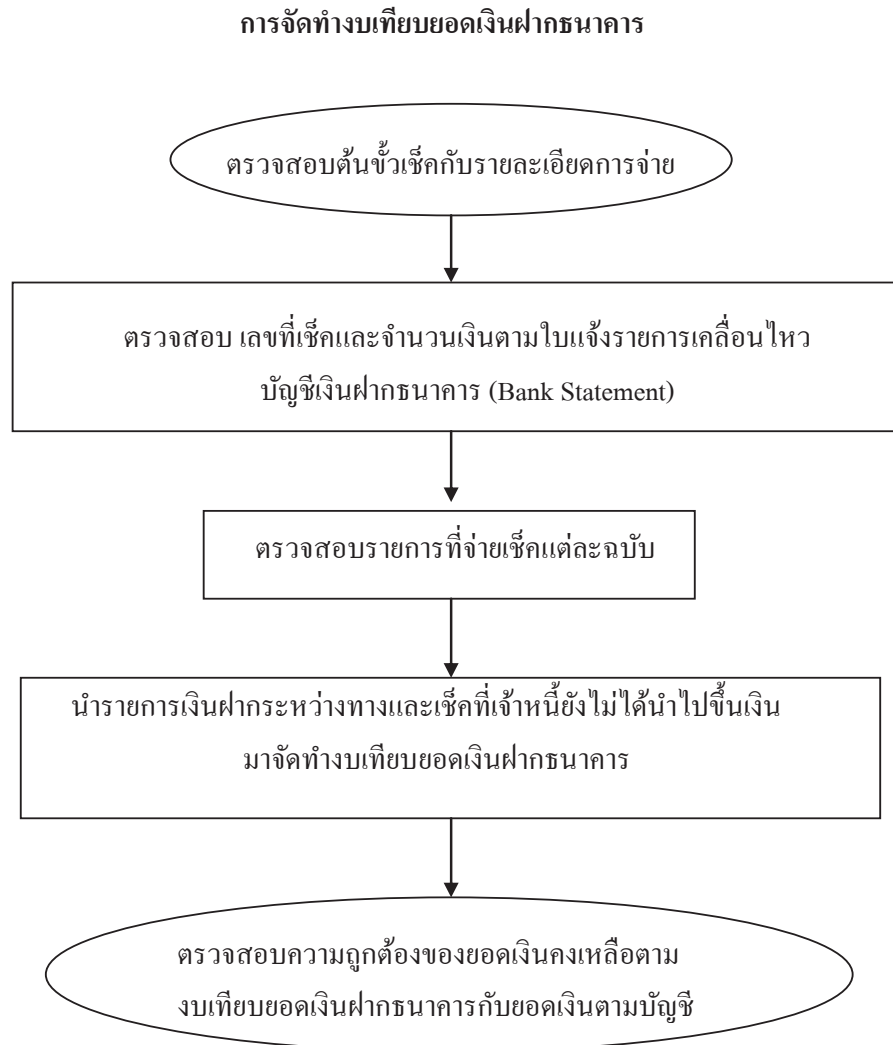 การจัดทำงบเทียบยอดเงินฝากธนาคาร
ตรวจสอบต้นขั้วเช็คกับรายละเอียดการจ่าย
ตรวจสอบ เลขที่เช็คและจำนวนเงินตามใบแจ้งรายการเคลื่อนไหว
บัญชีเงินฝากธนาคาร (Bank Statement)
ตรวจสอบรายการที่จ่ายเช็คแต่ละฉบับ
นำรายการเงินฝากระหว่างทางและเช็คที่เจ้าหนี้ยังไม่ได้นำไปขึ้นเงิน
มาจัดทำงบเทียบยอดเงินฝากธนาคาร
ตรวจสอบความถูกต้องของยอดเงินคงเหลือตาม
งบเทียบยอดเงินฝากธนาคารกับยอดเงินตามบัญชี